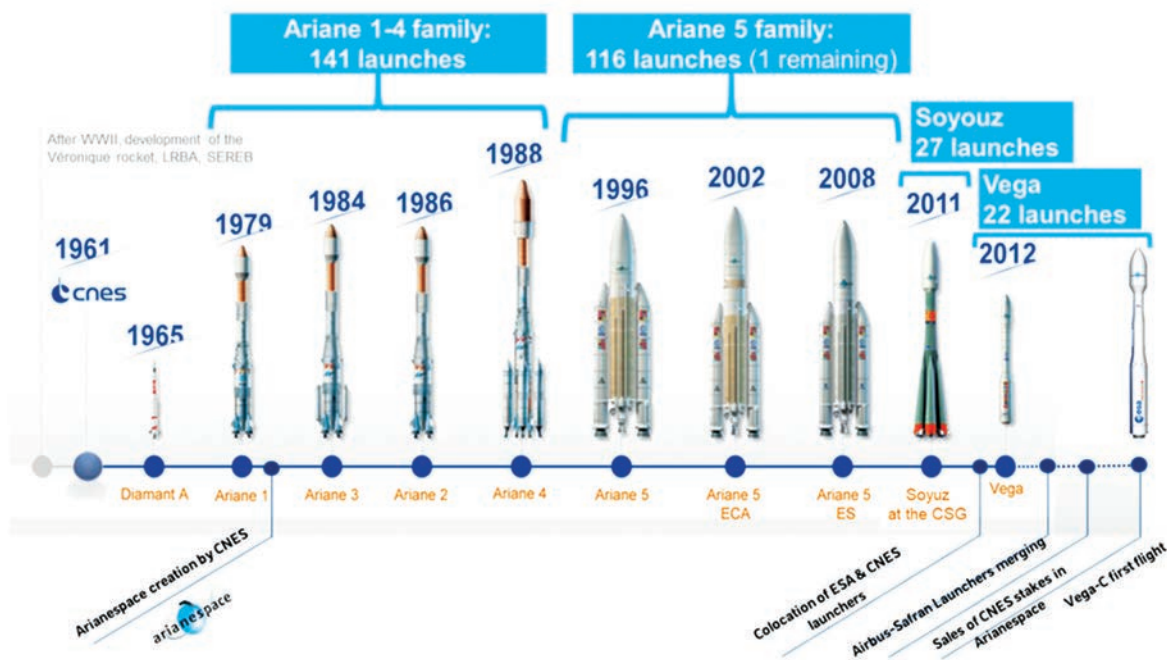 Ariane 1-4 family:
141 launches
Ariane 5 family:
116 launches (1 remaining)
After WWII, development of the
Véronique rocket, LRBA, SEREB
Soyouz
27 launches
Vega
22 launches
1961
cnes
1965
1979
1984
1986
1988
1996
2002
2008
2011
2012
esa
Diamant A
Ariane 1
Ariane 3
Ariane 2
Ariane 4
Ariane 5
Ariane 5
ECA
Ariane 5
ES
Soyuz
at the CSG
Vega
Arianespace creation by CNES
arianespace
Colocation of ESA & CNES
launchers
Airbus-Safran Launchers merging
Sales of CNES stakes in
Arianespace
Vega-C first flight